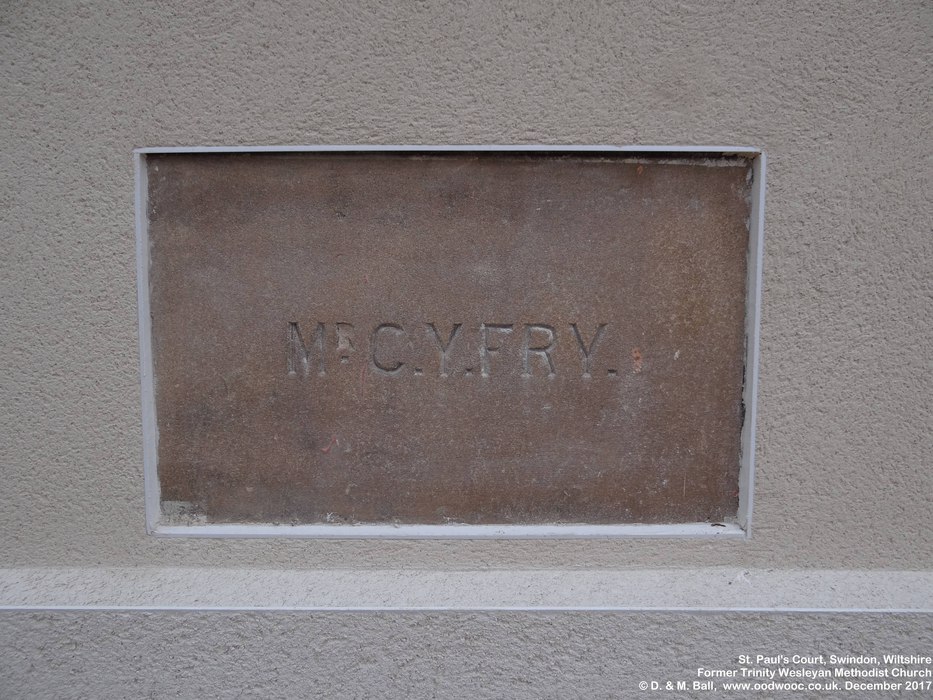 MR C.Y.FRY.
St. Paul's Court, Swindon, Wiltshire
Former Trinity Wesleyan Methodist Church
© D. & M. Ball,  www.oodwooc.co.uk. December 2017